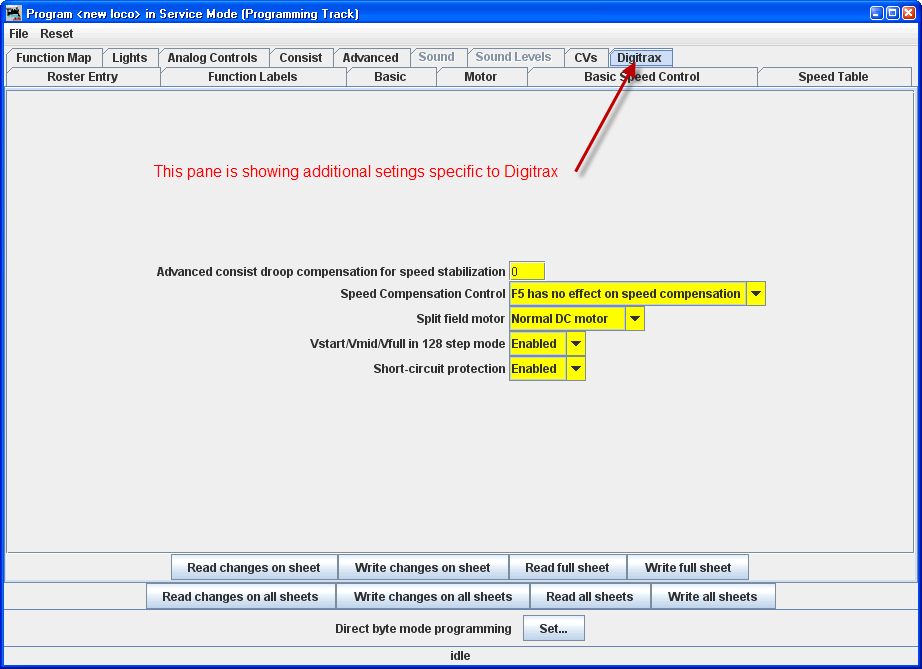 Program <new loco> in Service Mode (Programming Track)
File Reset
Function Map Lights Analog Controls Consist Advanced Sound Sound Levels CVs Digitrax
Roster Entry Function Labels Basic Motor Basic Speed Control Speed Table
This pane is showing additional setings specific to Digitrax
Advanced consist droop compensation for speed stabilization 0
Speed Compensation Control F5 has no effect on speed compensation
Split field motor Normal DC motor
Vstart/Vmid/Vfull in 128 step mode Enabled
Short-circuit protection Enabled
Read changes on sheet Write changes on sheet Read full sheet Write full sheet
Read changes on all sheets Write changes on all sheets Read all sheets Write all sheets
Direct byte mode programming Set...
idle